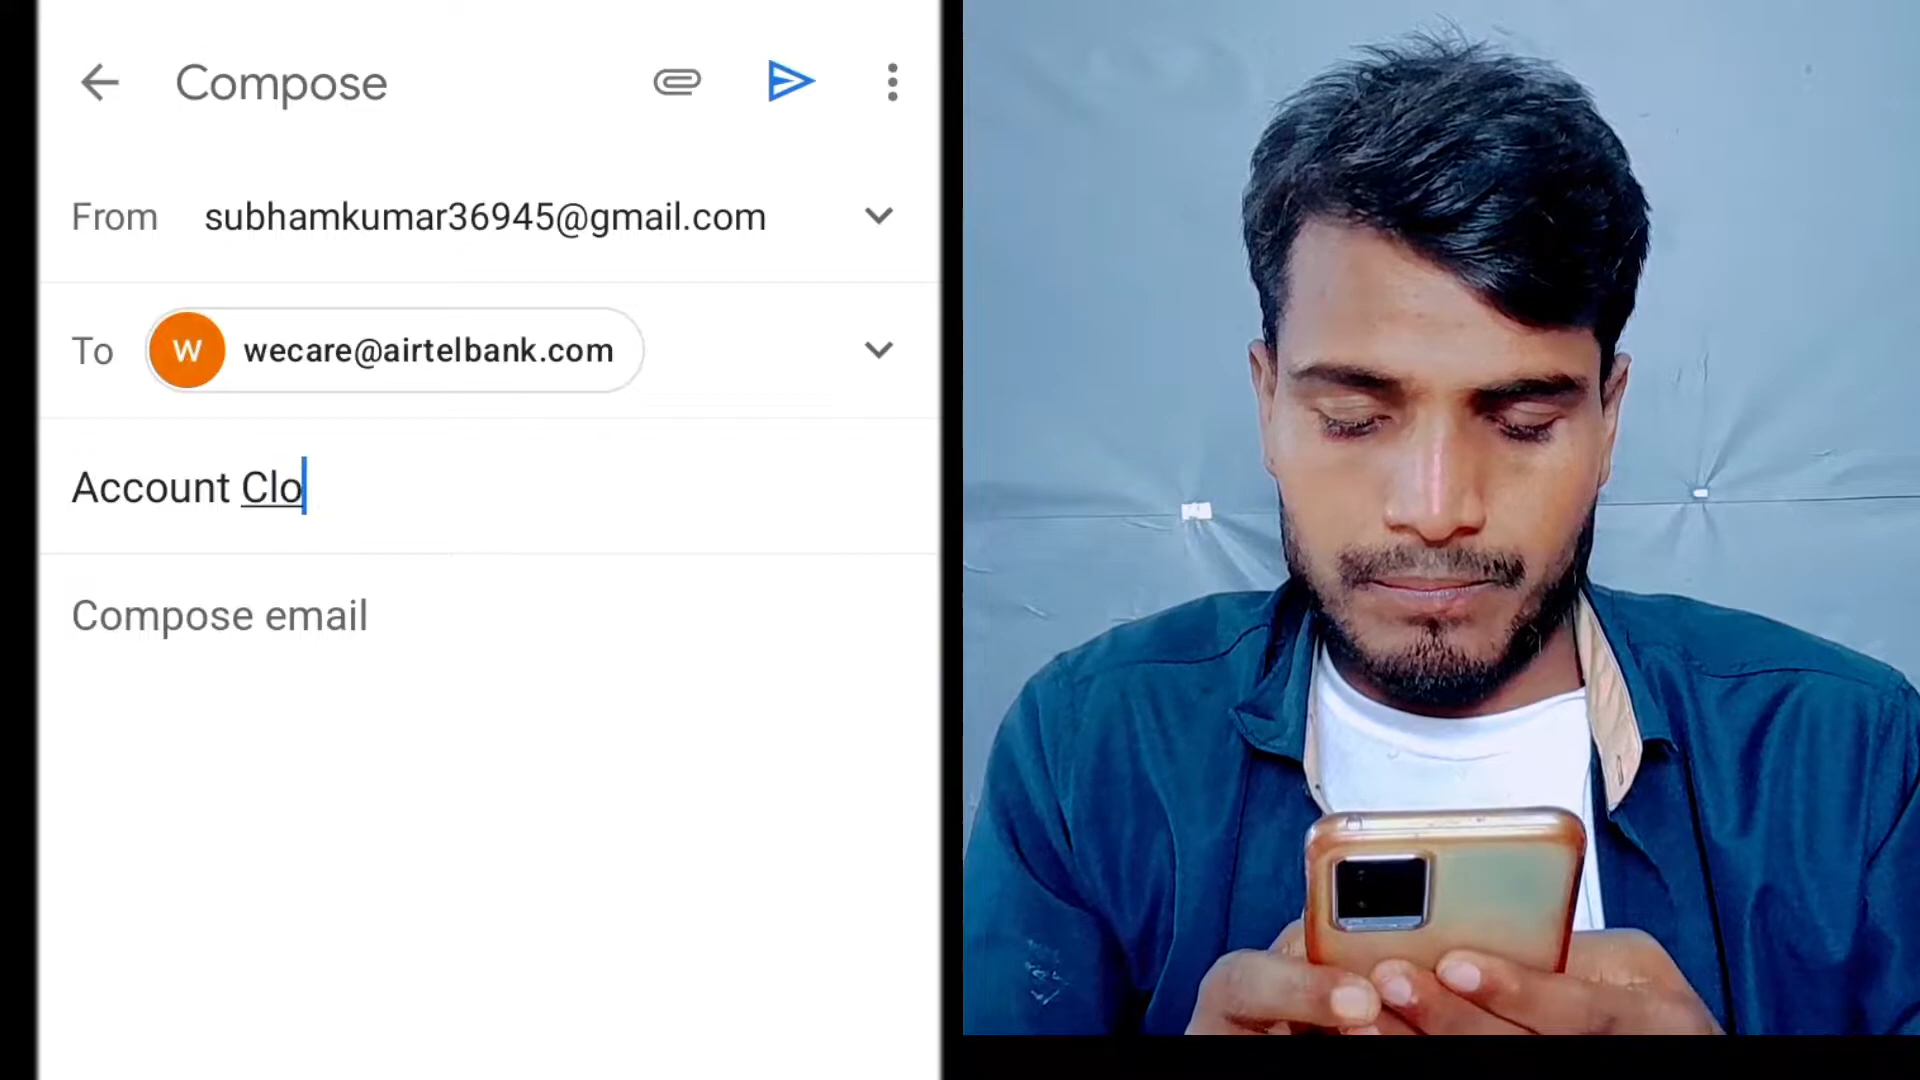 Compose
From subhamkumar36945@gmail.com
To W wecare@airtelbank.com
Account Clo
Compose email